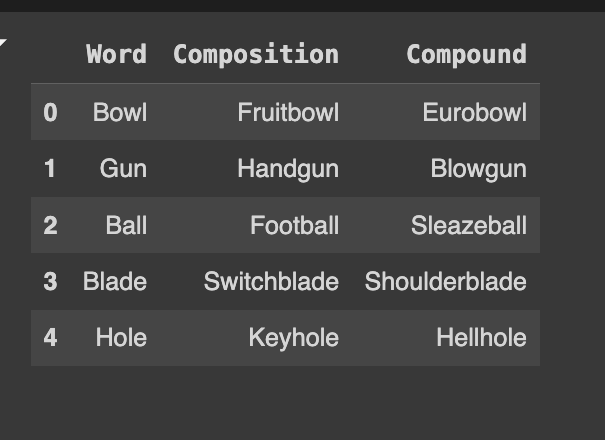 Word Composition Compound
0 Bowl Fruitbowl Eurobowl
1 Gun Handgun Blowgun
2 Ball Football Sleazeball
3 Blade Switchblade Shoulderblade
4 Hole Keyhole Hellhole